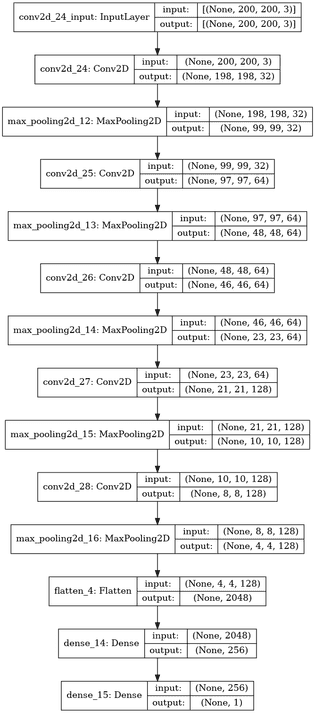 conv2d_24_input: InputLayer input: [(None, 200, 200, 3)]
output: [(None, 200, 200, 3)]
conv2d_24: Conv2D input: (None, 200, 200, 3)
output: (None, 198, 198, 32)
max_pooling2d_12: MaxPooling2D input: (None, 198, 198, 32)
output: (None, 99, 99, 32)
conv2d_25: Conv2D input: (None, 99, 99, 32)
output: (None, 97, 97, 64)
max_pooling2d_13: MaxPooling2D input: (None, 97, 97, 64)
output: (None, 48, 48, 64)
conv2d_26: Conv2D input: (None, 48, 48, 64)
output: (None, 46, 46, 64)
max_pooling2d_14: MaxPooling2D input: (None, 46, 46, 64)
output: (None, 23, 23, 64)
conv2d_27: Conv2D input: (None, 23, 23, 64)
output: (None, 21, 21, 128)
max_pooling2d_15: MaxPooling2D input: (None, 21, 21, 128)
output: (None, 10, 10, 128)
conv2d_28: Conv2D input: (None, 10, 10, 128)
output: (None, 8, 8, 128)
max_pooling2d_16: MaxPooling2D input: (None, 8, 8, 128)
output: (None, 4, 4, 128)
flatten_4: Flatten input: (None, 4, 4, 128)
output: (None, 2048)
dense_14: Dense input: (None, 2048)
output: (None, 256)
dense_15: Dense input: (None, 256)
output: (None, 1)